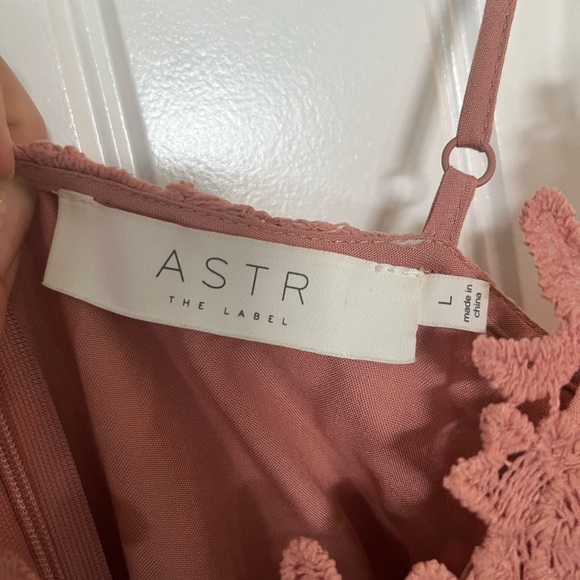 ASTR
THE LABEL
L
made in
china